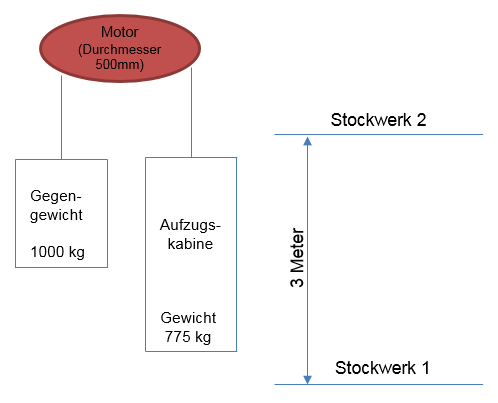 Motor
(Durchmesser
500mm)
Gegen-
gewicht
1000 kg
Aufzugs-
kabine
Gewicht
775 kg
Stockwerk 2
3 Meter
Stockwerk 1